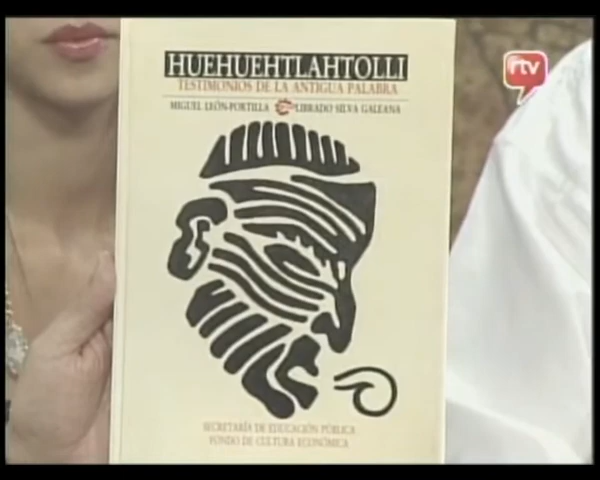 HUEHUEHTLAHTOLLI
TESTIMONIOS DE LA ANTIGUA PALABRA
MIGUEL LEÓN-PORTILLA LIBRADO SILVA GALEANA
SECRETARÍA DE EDUCACIÓN PÚBLICA
FONDO DE CULTURA ECONÓMICA
rtv